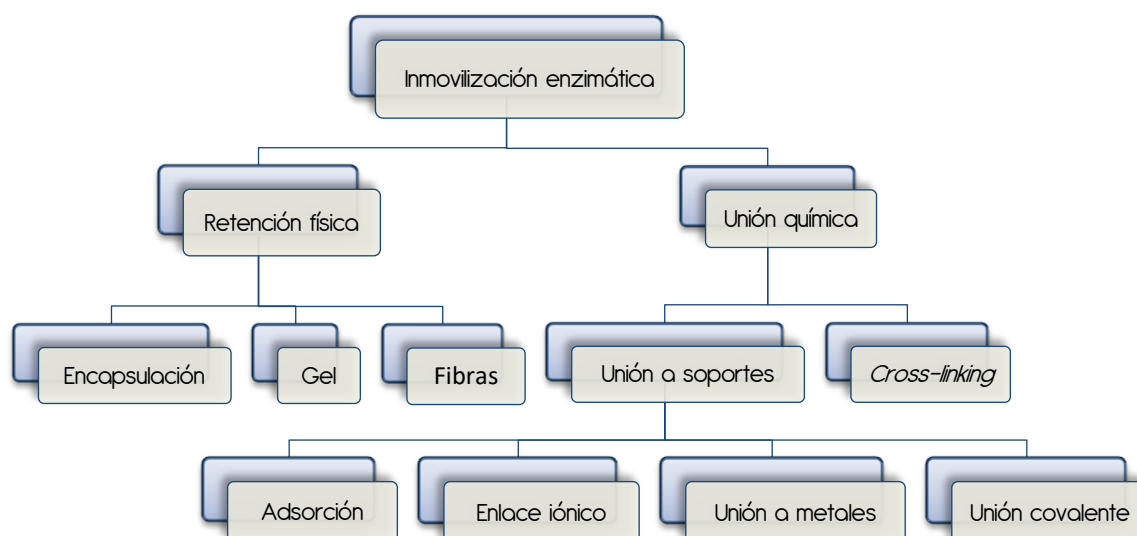 Inmovilización enzimática
Retención física
Unión química
Encapsulación
Gel
Fibras
Unión a soportes
Cross-linking
Adsorción
Enlace iónico
Unión a metales
Unión covalente